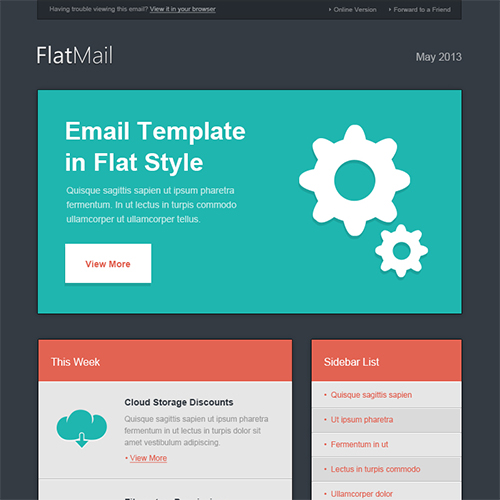 Having trouble viewing this email? View it in your browser
Online Version
Forward to a Friend
FlatMail
May 2013
Email Template
in Flat Style
Quisque sagittis sapien ut ipsum pharetra
fermentum. In ut lectus in turpis commodo
ullamcorper ut ullamcorper tellus.
View More
This Week
Cloud Storage Discounts
Quisque sagittis sapien ut ipsum pharetra
fermentum in ut lectus in turpis dolor sit
amet vestibulum adipiscing.
View More
Sidebar List
Quisque sagittis sapien
Ut ipsum pharetra
Fermentum in ut
Lectus in turpis commodo
Ullamcorper dolor